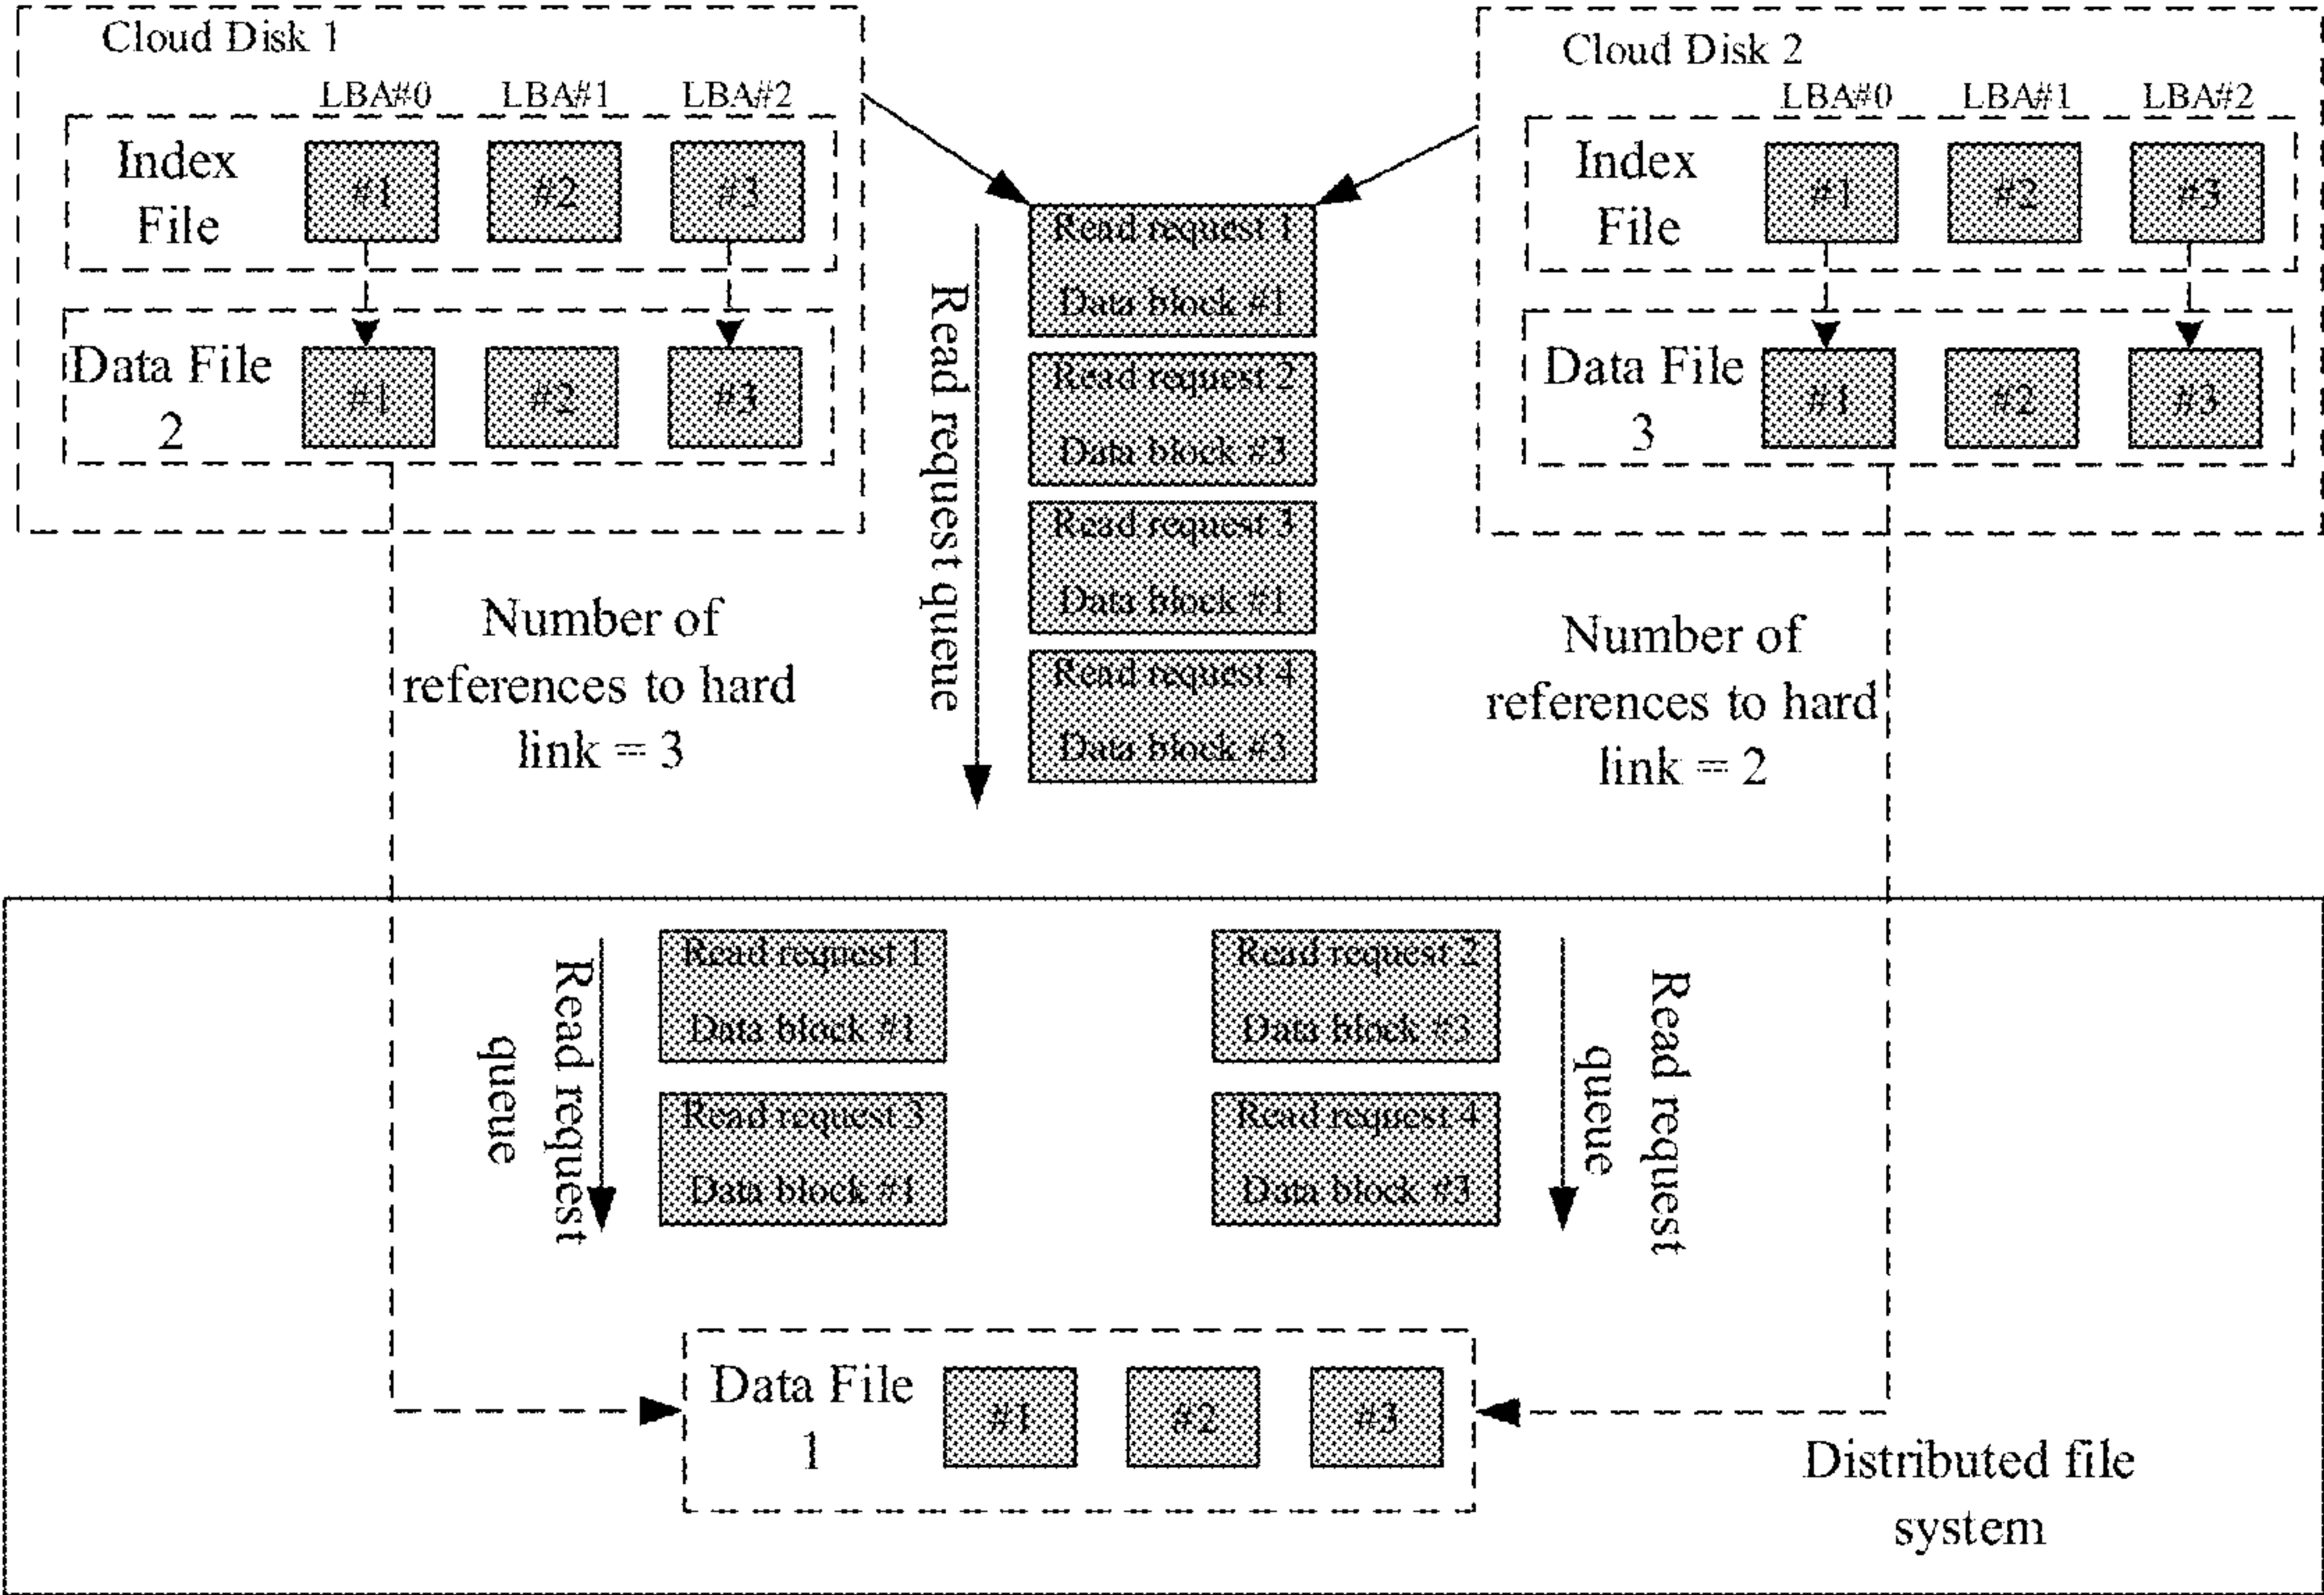 Cloud Disk 1
LBA#0 LBA#1 LBA#2
Index
File
#1 #2 #3
Data File
2
#1 #2 #3
Number of
references to hard
link = 3
Read request queue
Read request 1
Data block #1
Read request 2
Data block #3
Read request 3
Data block #1
Read request 4
Data block #3
Cloud Disk 2
LBA#0 LBA#1 LBA#2
Index
File
#1 #2 #3
Data File
3
#1 #2 #3
Number of
references to hard
link = 2
Read request
queue
Read request 1
Data block #1
Read request 3
Data block #1
Read request 2
Data block #3
Read request 4
Data block #3
Read request
queue
Data File
1
#1 #2 #3
Distributed file
system